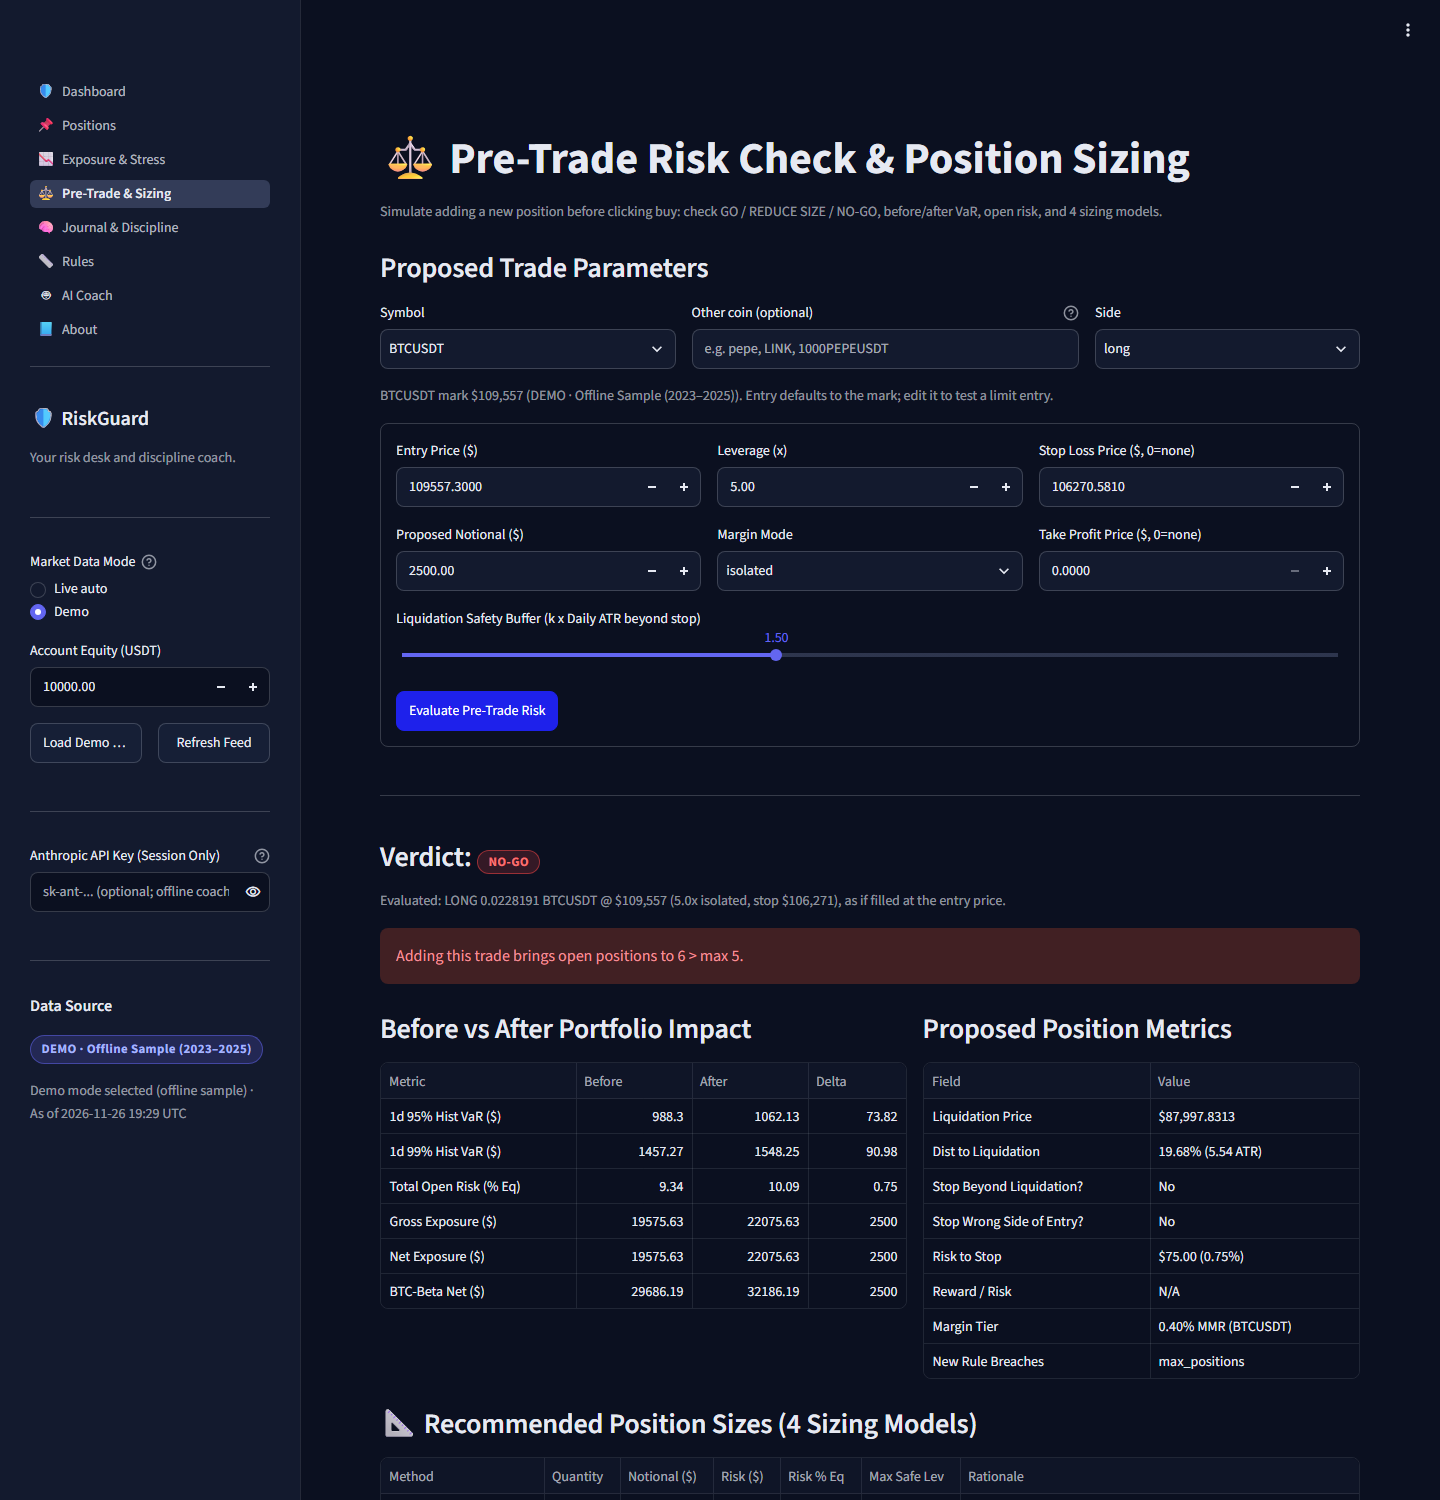 Dashboard
Positions
Exposure & Stress
Pre-Trade & Sizing
Journal & Discipline
Rules
AI Coach
About
RiskGuard
Your risk desk and discipline coach.
Market Data Mode
Live auto
Demo
Account Equity (USDT)
10000.00
Load Demo ...
Refresh Feed
Anthropic API Key (Session Only)
sk-ant-... (optional; offline coach
Data Source
DEMO · Offline Sample (2023–2025)
Demo mode selected (offline sample) ·
As of 2026-11-26 19:29 UTC
Pre-Trade Risk Check & Position Sizing
Simulate adding a new position before clicking buy: check GO / REDUCE SIZE / NO-GO, before/after VaR, open risk, and 4 sizing models.
Proposed Trade Parameters
Symbol Other coin (optional) Side
BTCUSDT e.g. pepe, LINK, 1000PEPEUSDT long
BTCUSDT mark $109,557 (DEMO · Offline Sample (2023–2025)). Entry defaults to the mark; edit it to test a limit entry.
Entry Price ($) Leverage (x) Stop Loss Price ($, 0=none)
109557.3000 5.00 106270.5810
Proposed Notional ($) Margin Mode Take Profit Price ($, 0=none)
2500.00 isolated 0.0000
Liquidation Safety Buffer (k x Daily ATR beyond stop)
1.50
Evaluate Pre-Trade Risk
Verdict: NO-GO
Evaluated: LONG 0.0228191 BTCUSDT @ $109,557 (5.0x isolated, stop $106,271), as if filled at the entry price.
Adding this trade brings open positions to 6 > max 5.
Before vs After Portfolio Impact
Metric Before After Delta
1d 95% Hist VaR ($) 988.3 1062.13 73.82
1d 99% Hist VaR ($) 1457.27 1548.25 90.98
Total Open Risk (% Eq) 9.34 10.09 0.75
Gross Exposure ($) 19575.63 22075.63 2500
Net Exposure ($) 19575.63 22075.63 2500
BTC-Beta Net ($) 29686.19 32186.19 2500
Proposed Position Metrics
Field Value
Liquidation Price $87,997.8313
Dist to Liquidation 19.68% (5.54 ATR)
Stop Beyond Liquidation? No
Stop Wrong Side of Entry? No
Risk to Stop $75.00 (0.75%)
Reward / Risk N/A
Margin Tier 0.40% MMR (BTCUSDT)
New Rule Breaches max_positions
Recommended Position Sizes (4 Sizing Models)
Method Quantity Notional ($) Risk ($) Risk % Eq Max Safe Lev Rationale